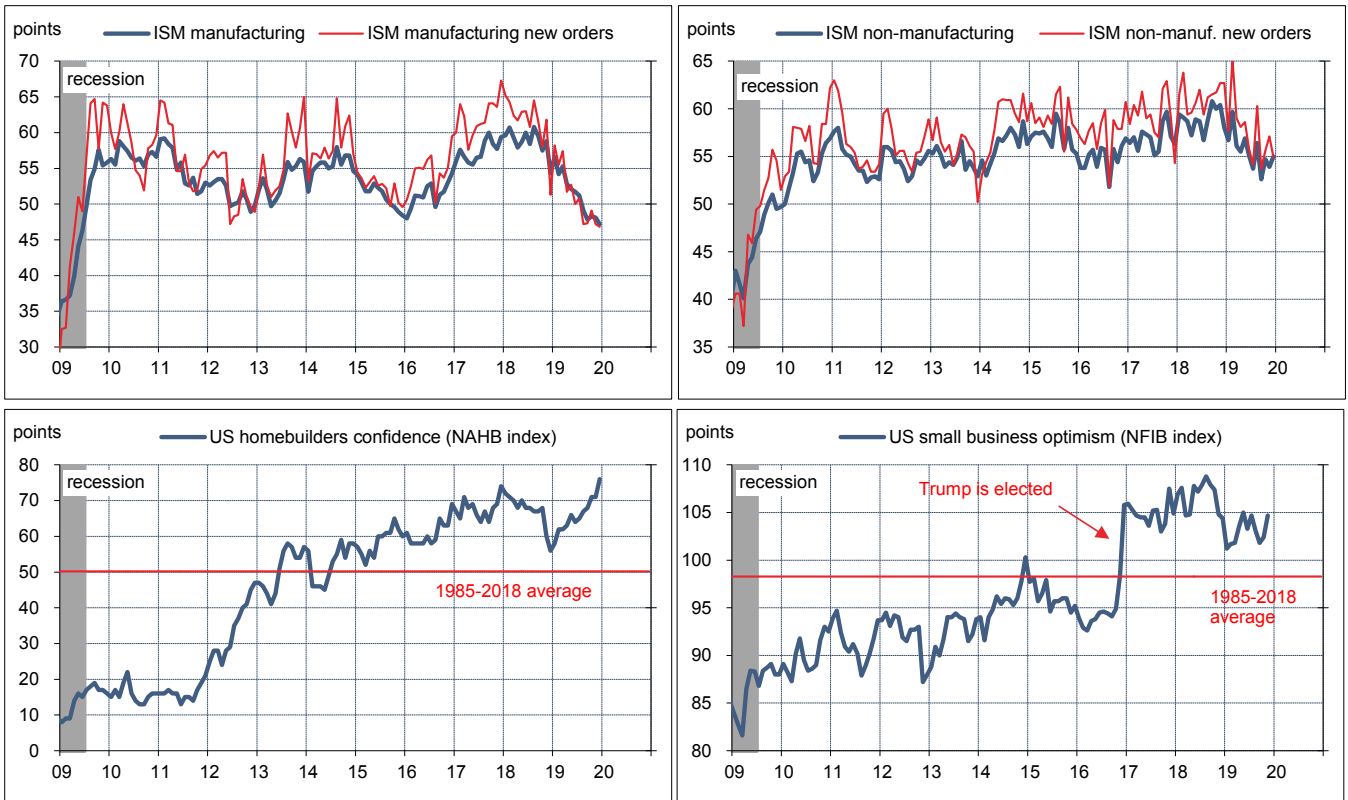 points
ISM manufacturing ISM manufacturing new orders
70
65
60
55
50
45
40
35
30
recession
09 10 11 12 13 14 15 16 17 18 19 20
points
ISM non-manufacturing ISM non-manuf. new orders
65
60
55
50
45
40
35
recession
09 10 11 12 13 14 15 16 17 18 19 20
points
US homebuilders confidence (NAHB index)
80
70
60
50
40
30
20
10
0
recession
1985-2018 average
09 10 11 12 13 14 15 16 17 18 19 20
points
US small business optimism (NFIB index)
110
105
100
95
90
85
80
recession
Trump is elected
1985-2018
average
09 10 11 12 13 14 15 16 17 18 19 20